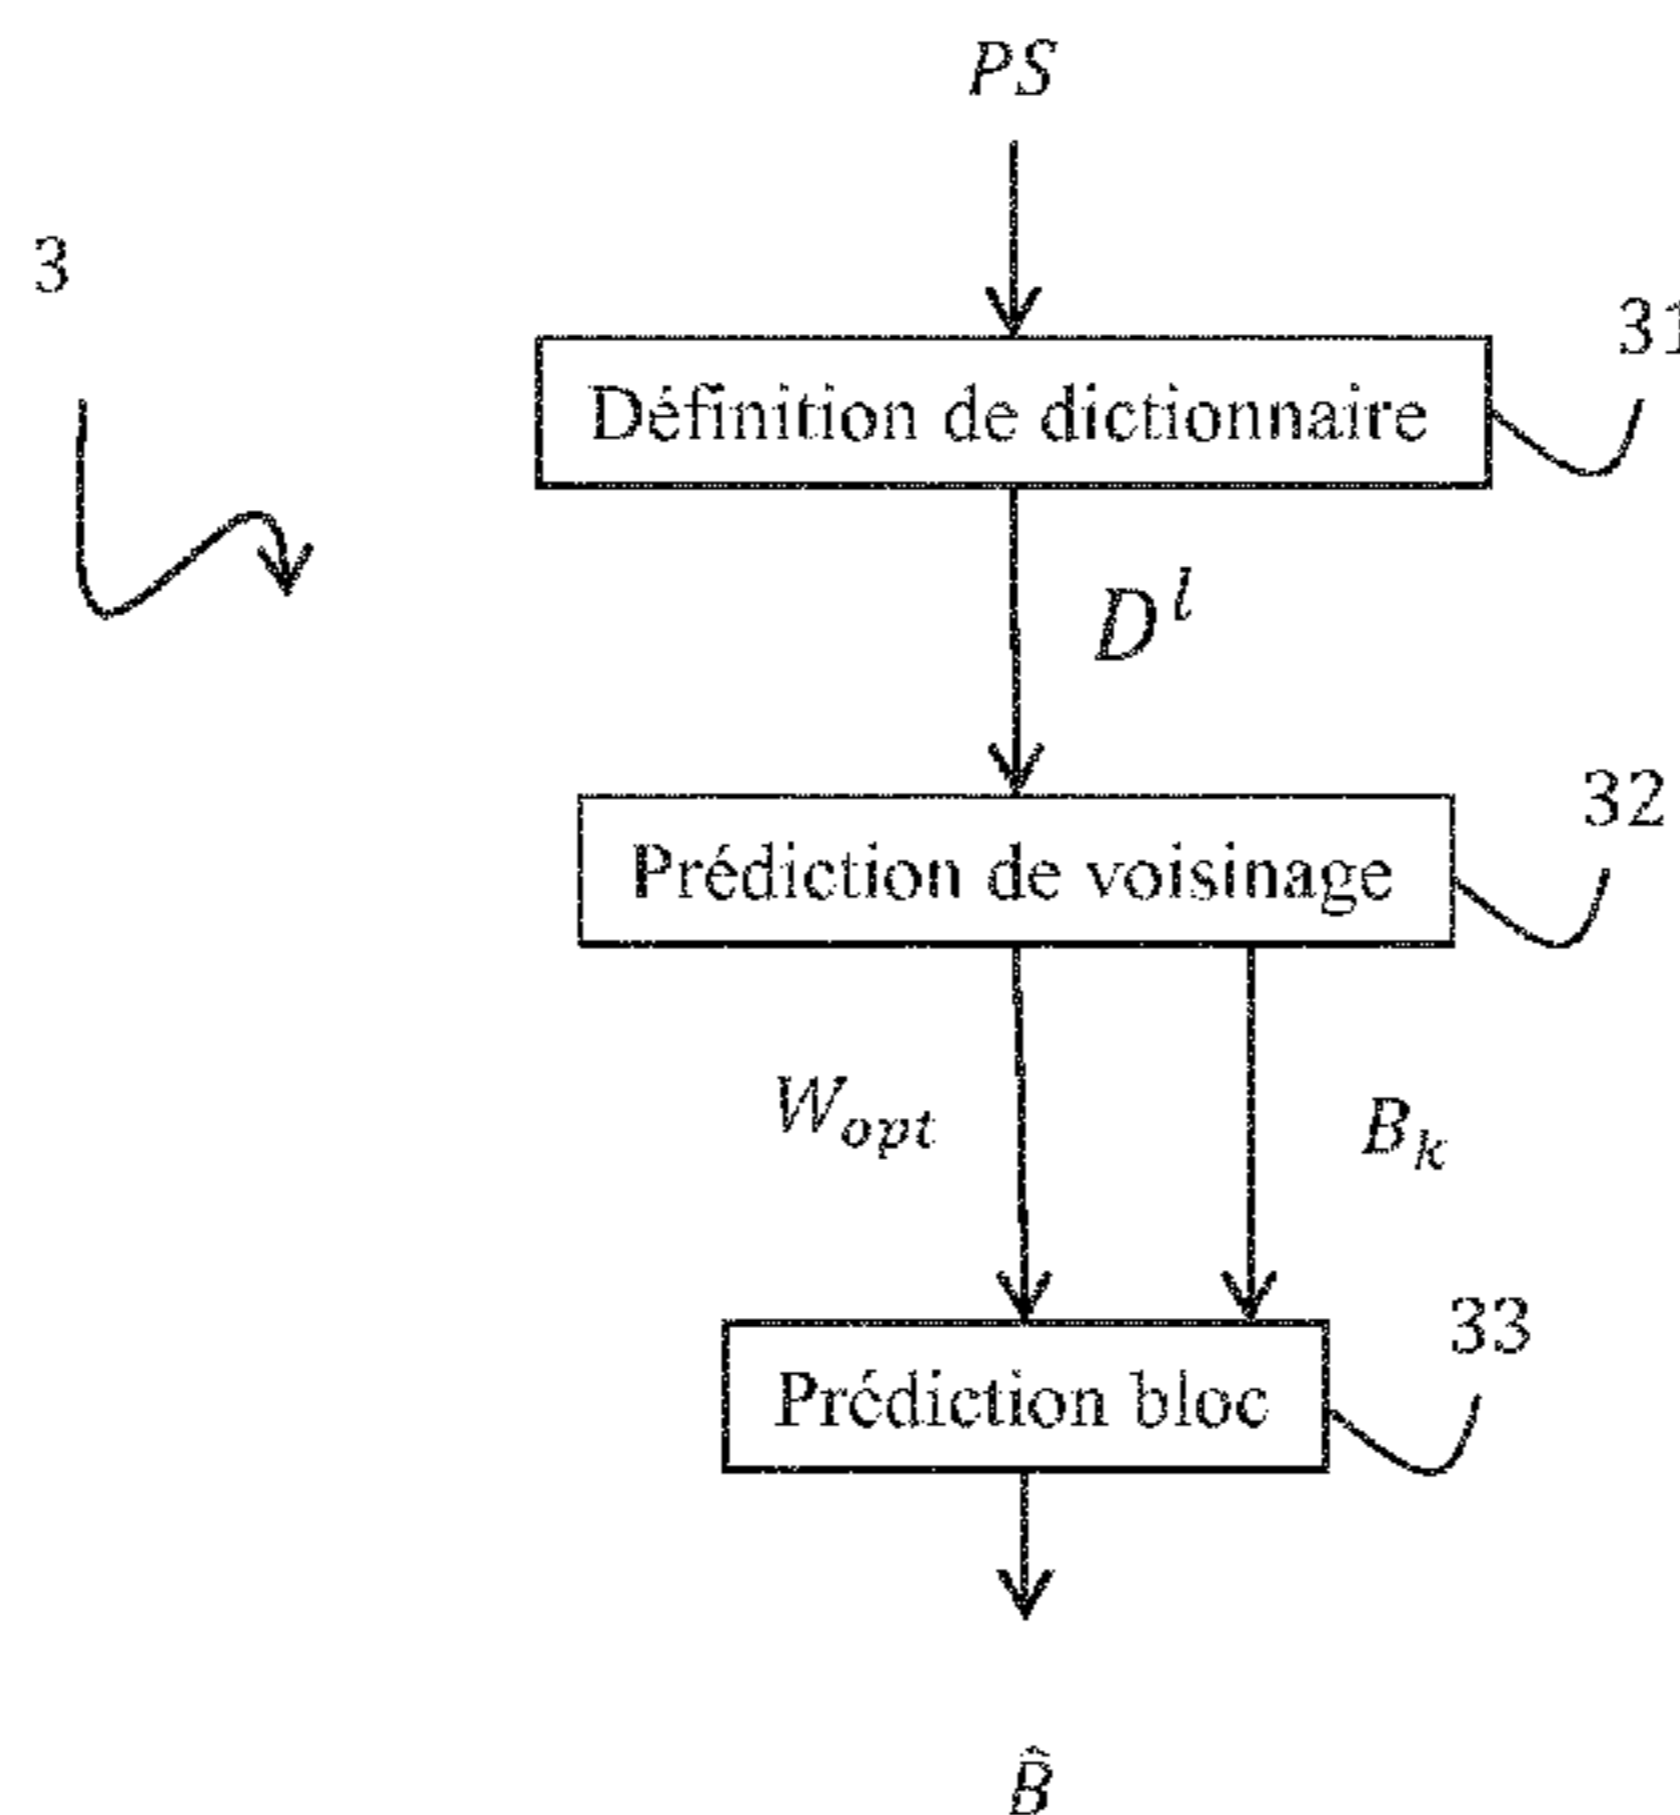 PS
3
31
Définition de dictionnaire
D^l
32
Prédiction de voisinage
W_opt
B_k
33
Prédiction bloc
B̂